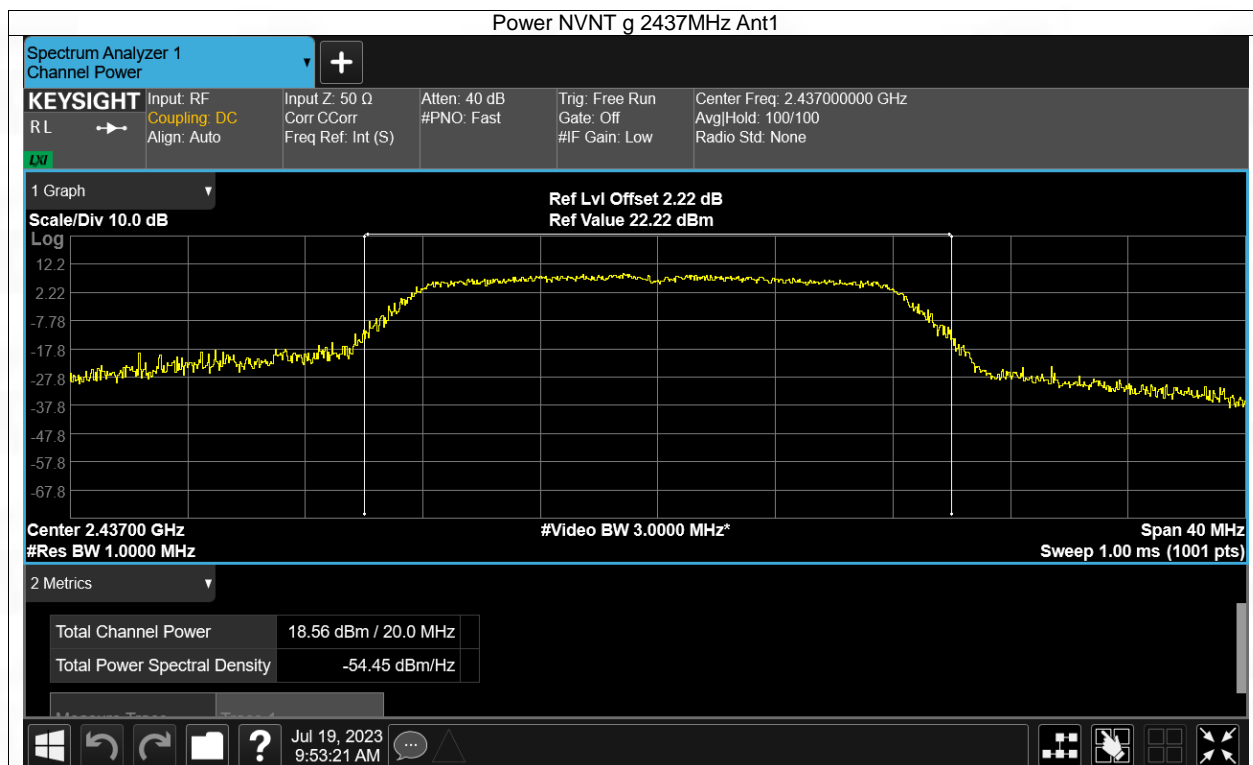 Power NVNT g 2437MHz Ant1
Spectrum Analyzer 1
Channel Power
KEYSIGHT
R L
LXI
Input: RF
Coupling: DC
Align: Auto
Input Z: 50 Ω
Corr CCorr
Freq Ref: Int (S)
Atten: 40 dB
#PNO: Fast
Trig: Free Run
Gate: Off
#IF Gain: Low
Center Freq: 2.437000000 GHz
Avg|Hold: 100/100
Radio Std: None
1 Graph
Scale/Div 10.0 dB
Ref Lvl Offset 2.22 dB
Ref Value 22.22 dBm
Log
12.2
2.22
-7.78
-17.8
-27.8
-37.8
-47.8
-57.8
-67.8
Center 2.43700 GHz
#Video BW 3.0000 MHz*
Span 40 MHz
#Res BW 1.0000 MHz
Sweep 1.00 ms (1001 pts)
2 Metrics
Total Channel Power 18.56 dBm / 20.0 MHz
Total Power Spectral Density -54.45 dBm/Hz
Jul 19, 2023
9:53:21 AM